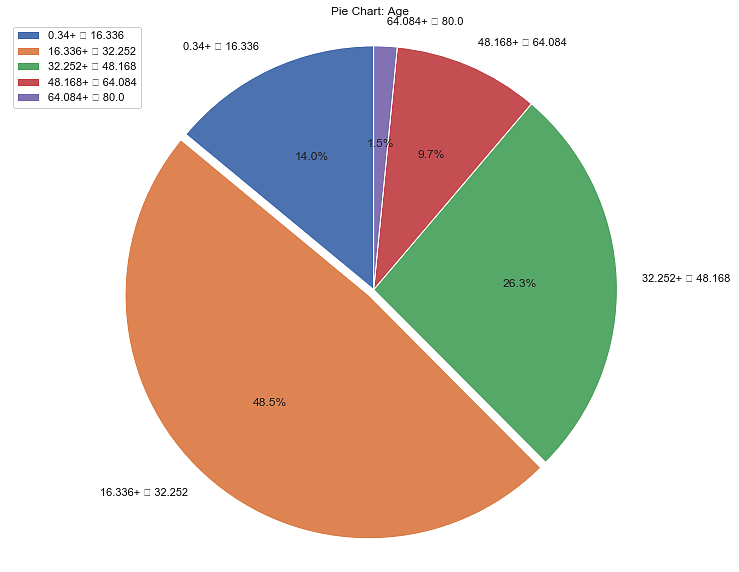 Pie Chart: Age
0.34+ □ 16.336
16.336+ □ 32.252
32.252+ □ 48.168
48.168+ □ 64.084
64.084+ □ 80.0
64.084+ □ 80.0
48.168+ □ 64.084
0.34+ □ 16.336
1.5%
9.7%
14.0%
32.252+ □ 48.168
26.3%
48.5%
16.336+ □ 32.252